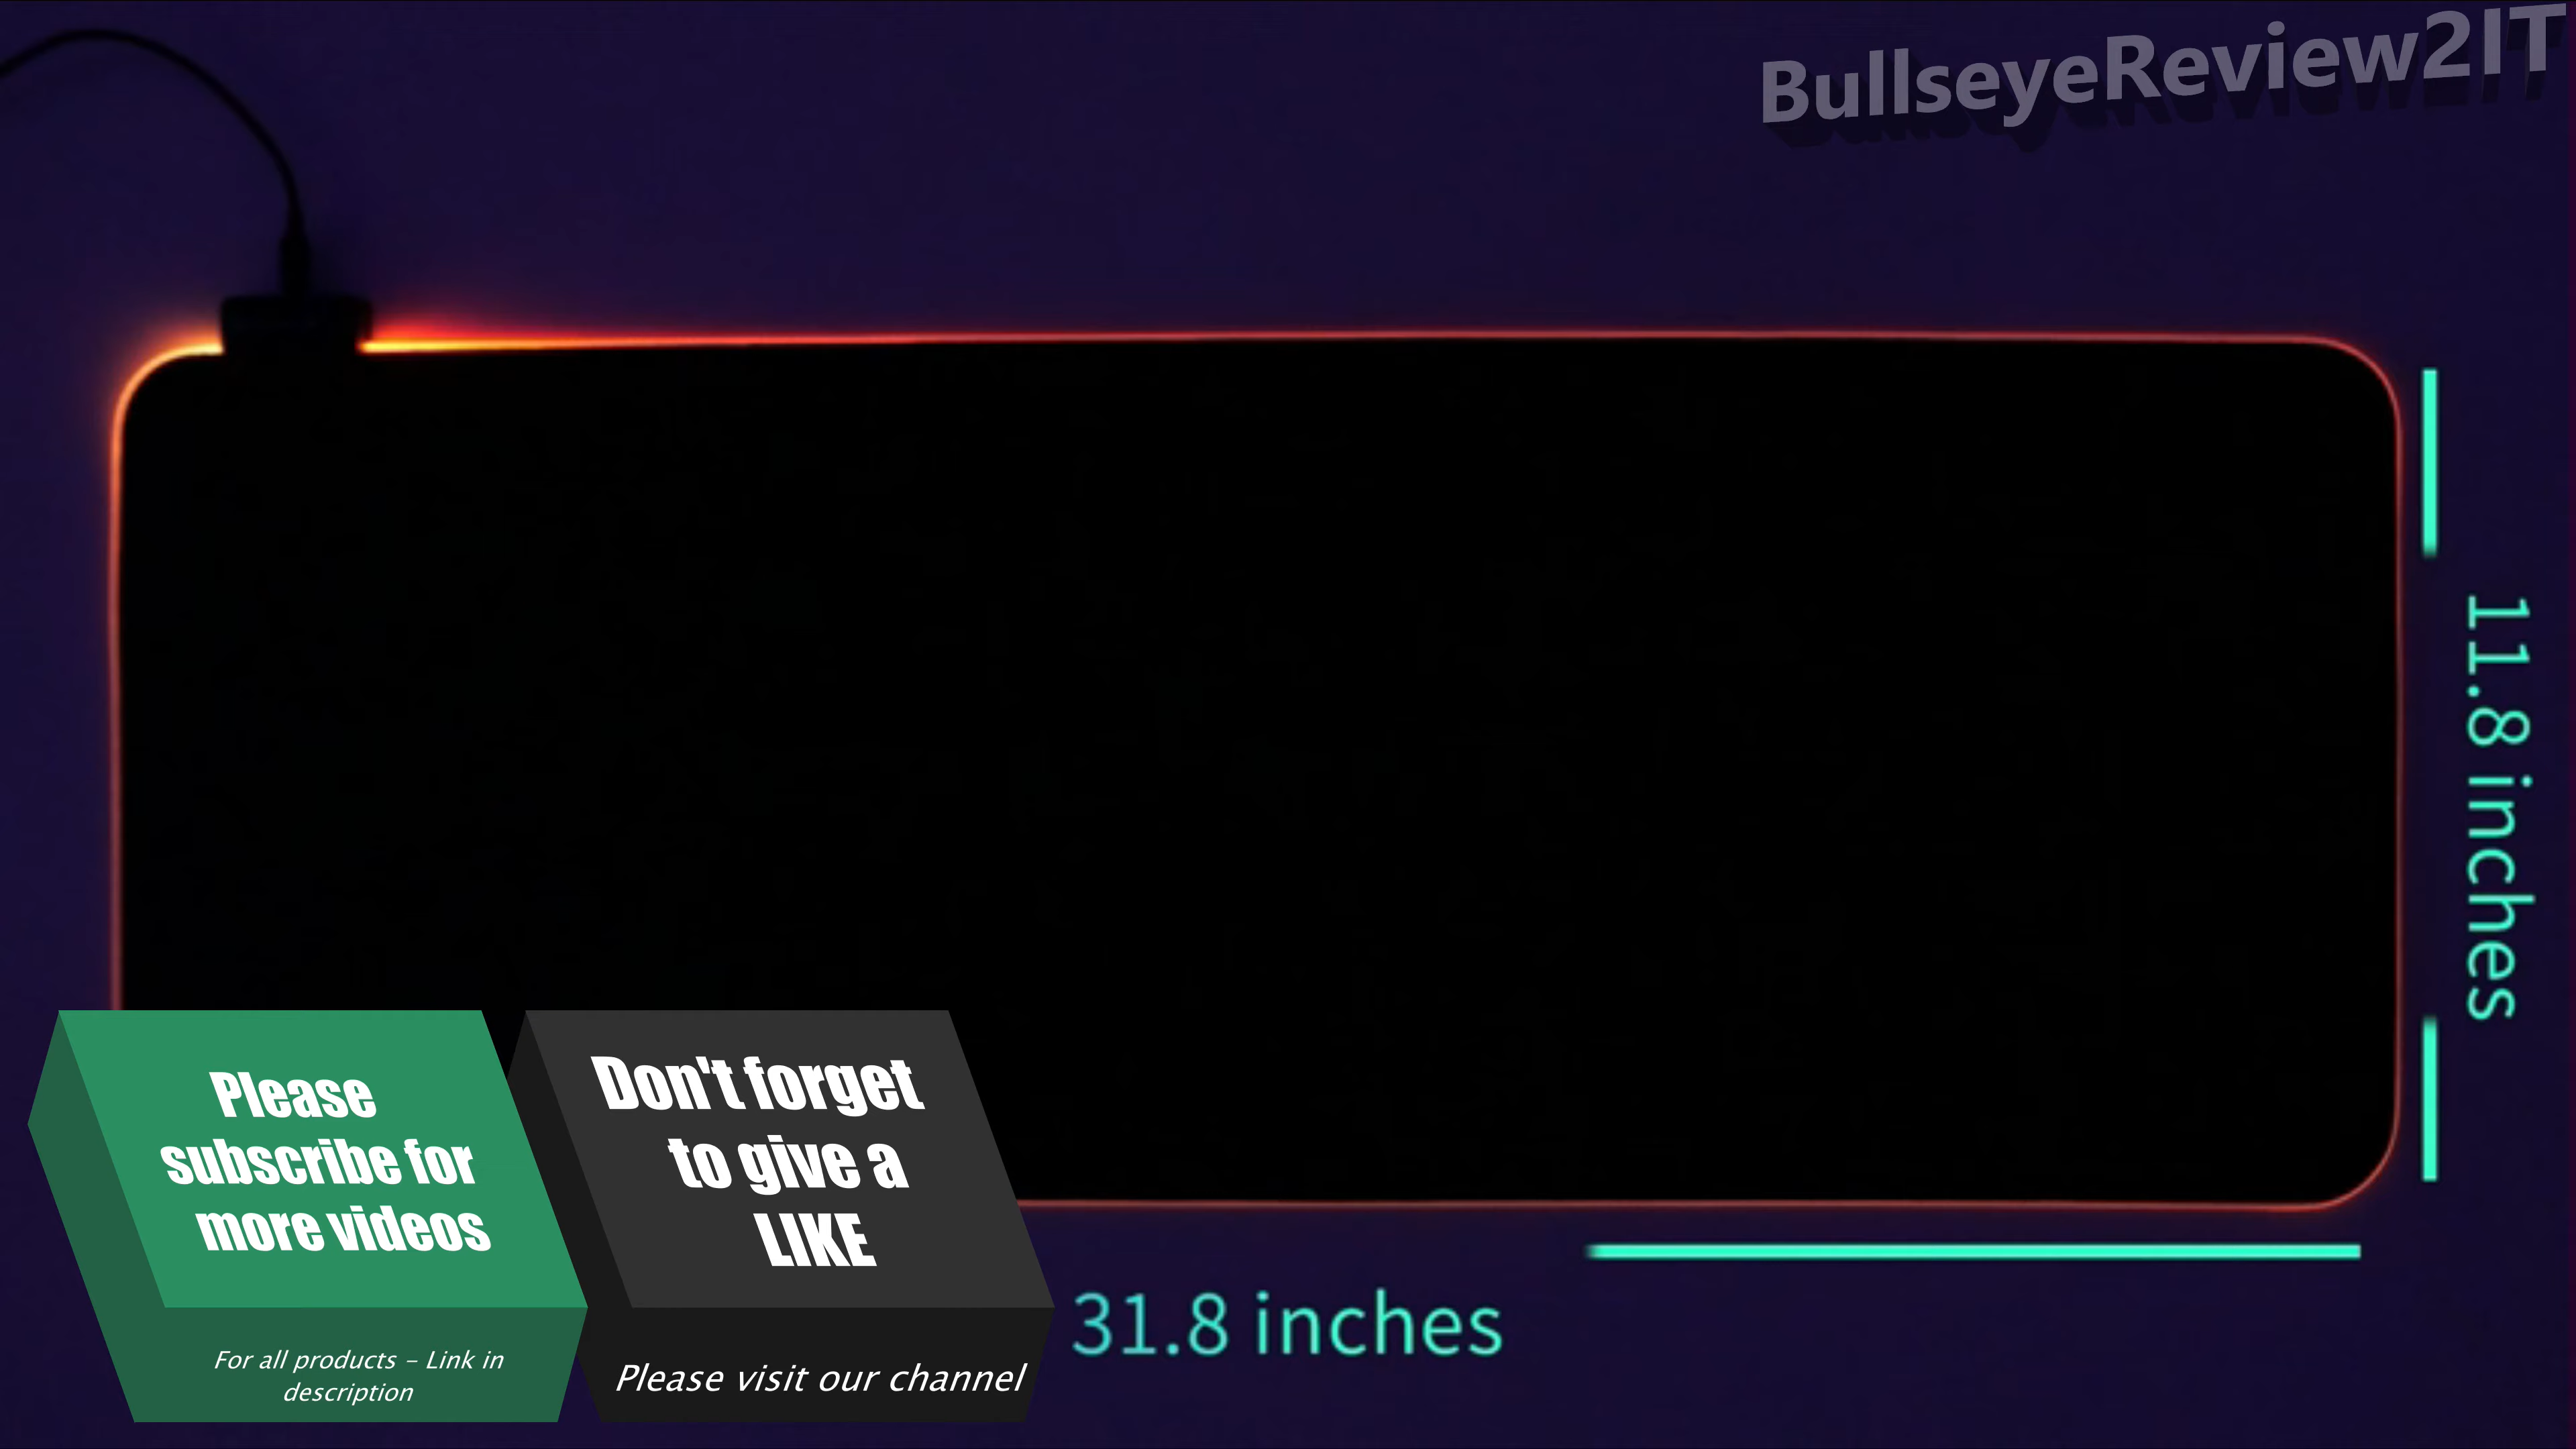 BullseyeReview2IT
11.8 inches
Please
subscribe for
more videos
For all products - Link in
description
Don't forget
to give a
LIKE
Please visit our channel
31.8 inches